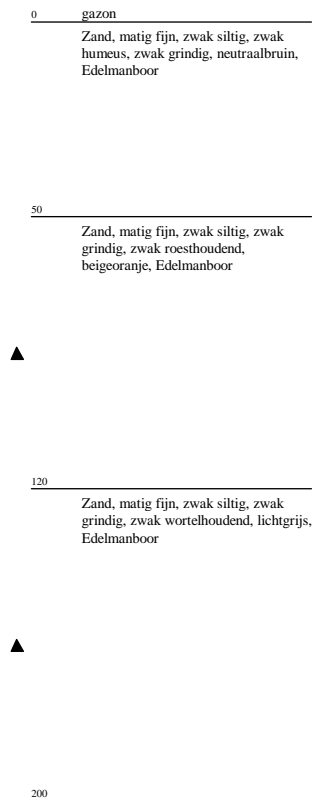 0 gazon
Zand, matig fijn, zwak siltig, zwak
humeus, zwak grindig, neutraalbruin,
Edelmanboor
50
Zand, matig fijn, zwak siltig, zwak
grindig, zwak roesthoudend,
beigeoranje, Edelmanboor
120
Zand, matig fijn, zwak siltig, zwak
grindig, zwak wortelhoudend, lichtgrijs,
Edelmanboor
200